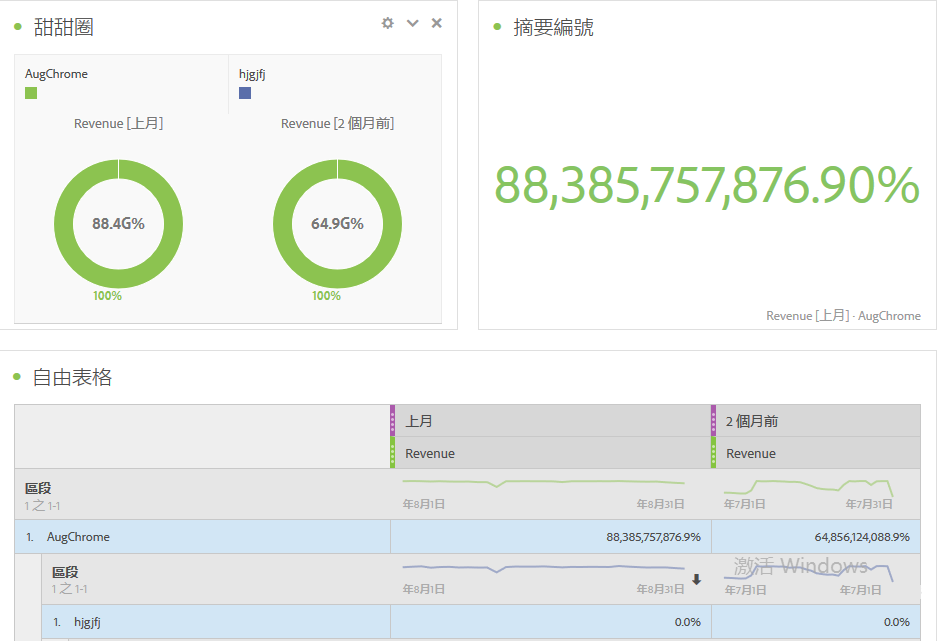 甜甜圈
AugChrome
hjgjfj
Revenue [上月]
Revenue [2 個月前]
88.4G%
64.9G%
100%
100%
摘要編號
88,385,757,876.90%
Revenue [上月] · AugChrome
自由表格
上月
2 個月前
Revenue
Revenue
區段
1 之 1-1
年8月1日
年8月31日
年7月1日
年7月31日
1. AugChrome
88,385,757,876.9%
64,856,124,088.9%
區段
1 之 1-1
年8月1日
年8月31日
年7月1日
年7月31日
激活 Windows
1. hjgjfj
0.0%
0.0%